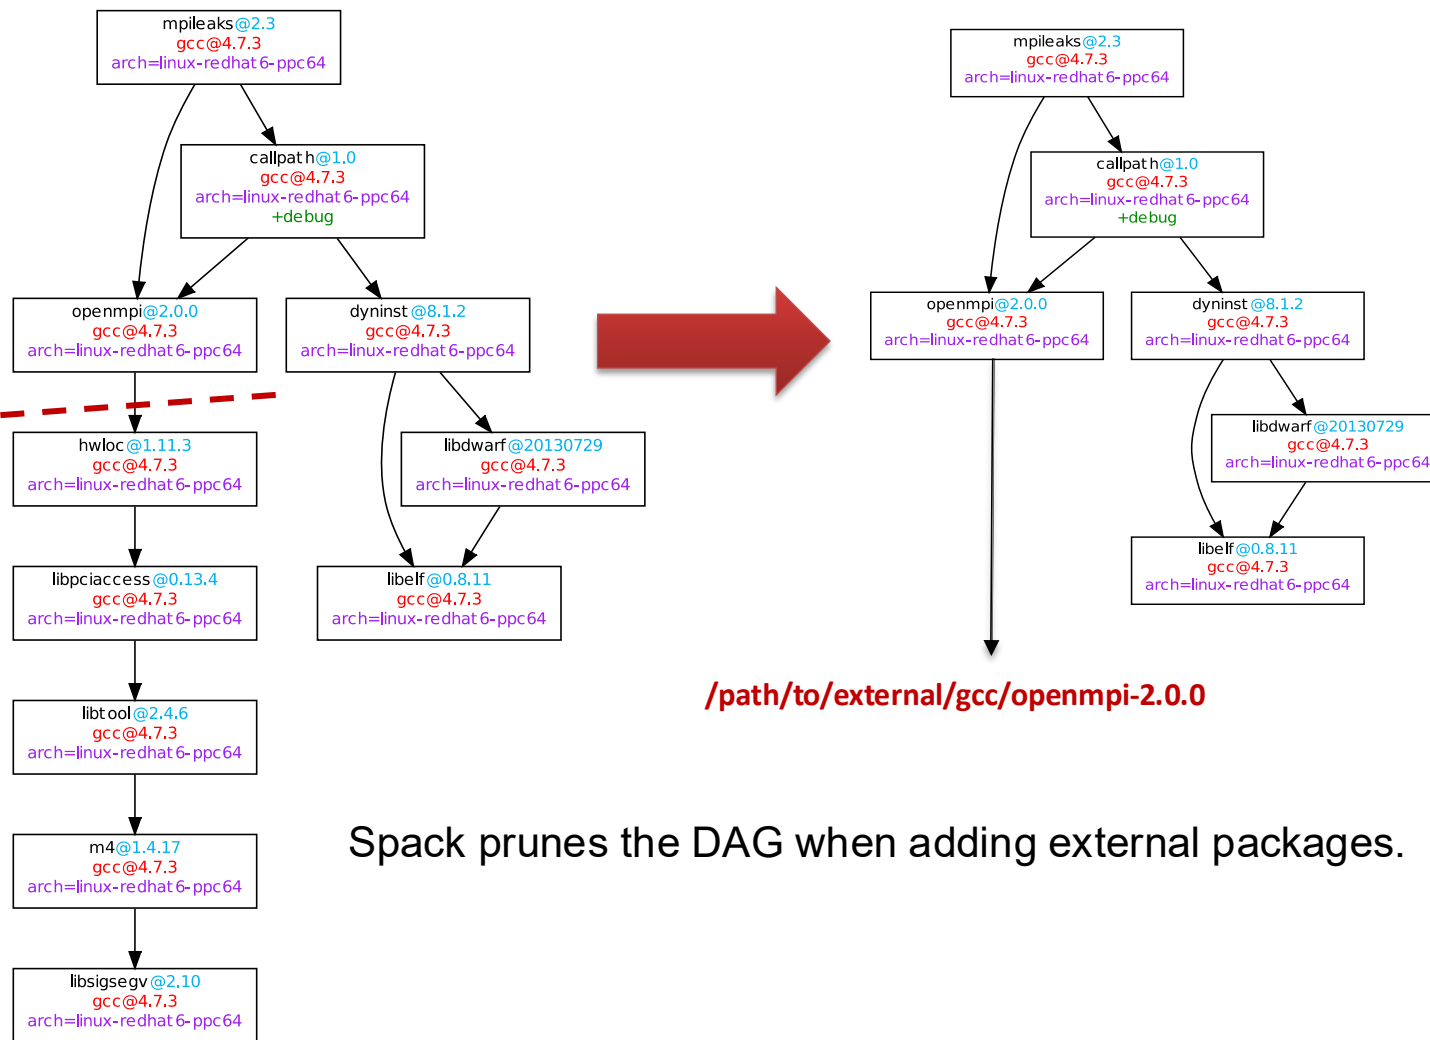 mpileaks@2.3
gcc@4.7.3
arch=linux-redhat6-ppc64
callpath@1.0
gcc@4.7.3
arch=linux-redhat6-ppc64
+debug
openmpi@2.0.0
gcc@4.7.3
arch=linux-redhat6-ppc64
dyninst@8.1.2
gcc@4.7.3
arch=linux-redhat6-ppc64
hwloc@1.11.3
gcc@4.7.3
arch=linux-redhat6-ppc64
libdwarf@20130729
gcc@4.7.3
arch=linux-redhat6-ppc64
libpciaccess@0.13.4
gcc@4.7.3
arch=linux-redhat6-ppc64
libelf@0.8.11
gcc@4.7.3
arch=linux-redhat6-ppc64
libtool@2.4.6
gcc@4.7.3
arch=linux-redhat6-ppc64
m4@1.4.17
gcc@4.7.3
arch=linux-redhat6-ppc64
libsigsegv@2.10
gcc@4.7.3
arch=linux-redhat6-ppc64
mpileaks@2.3
gcc@4.7.3
arch=linux-redhat6-ppc64
callpath@1.0
gcc@4.7.3
arch=linux-redhat6-ppc64
+debug
openmpi@2.0.0
gcc@4.7.3
arch=linux-redhat6-ppc64
dyninst@8.1.2
gcc@4.7.3
arch=linux-redhat6-ppc64
libdwarf@20130729
gcc@4.7.3
arch=linux-redhat6-ppc64
libelf@0.8.11
gcc@4.7.3
arch=linux-redhat6-ppc64
/path/to/external/gcc/openmpi-2.0.0
Spack prunes the DAG when adding external packages.